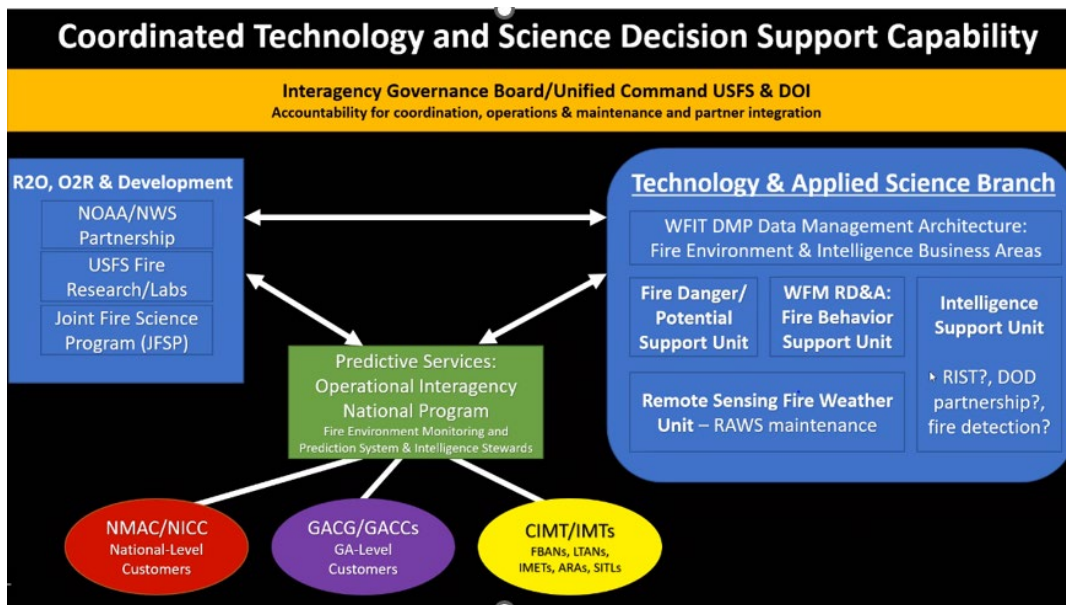 Coordinated Technology and Science Decision Support Capability
Interagency Governance Board/Unified Command USFS & DOI
Accountability for coordination, operations & maintenance and partner integration
R2O, O2R & Development
NOAA/NWS
Partnership
USFS Fire
Research/Labs
Joint Fire Science
Program (JFSP)
Technology & Applied Science Branch
WFIT DMP Data Management Architecture:
Fire Environment & Intelligence Business Areas
Fire Danger/
Potential
Support Unit
WFM RD&A:
Fire Behavior
Support Unit
Intelligence
Support Unit
RIST?, DOD
partnership?,
fire detection?
Remote Sensing Fire Weather
Unit – RAWS maintenance
Predictive Services:
Operational Interagency
National Program
Fire Environment Monitoring and
Prediction System & Intelligence Stewards
NMAC/NICC
National-Level
Customers
GACG/GACCs
GA-Level
Customers
CIMT/IMTs
FBANs, LTANs,
IMETs, ARAs, SITLs